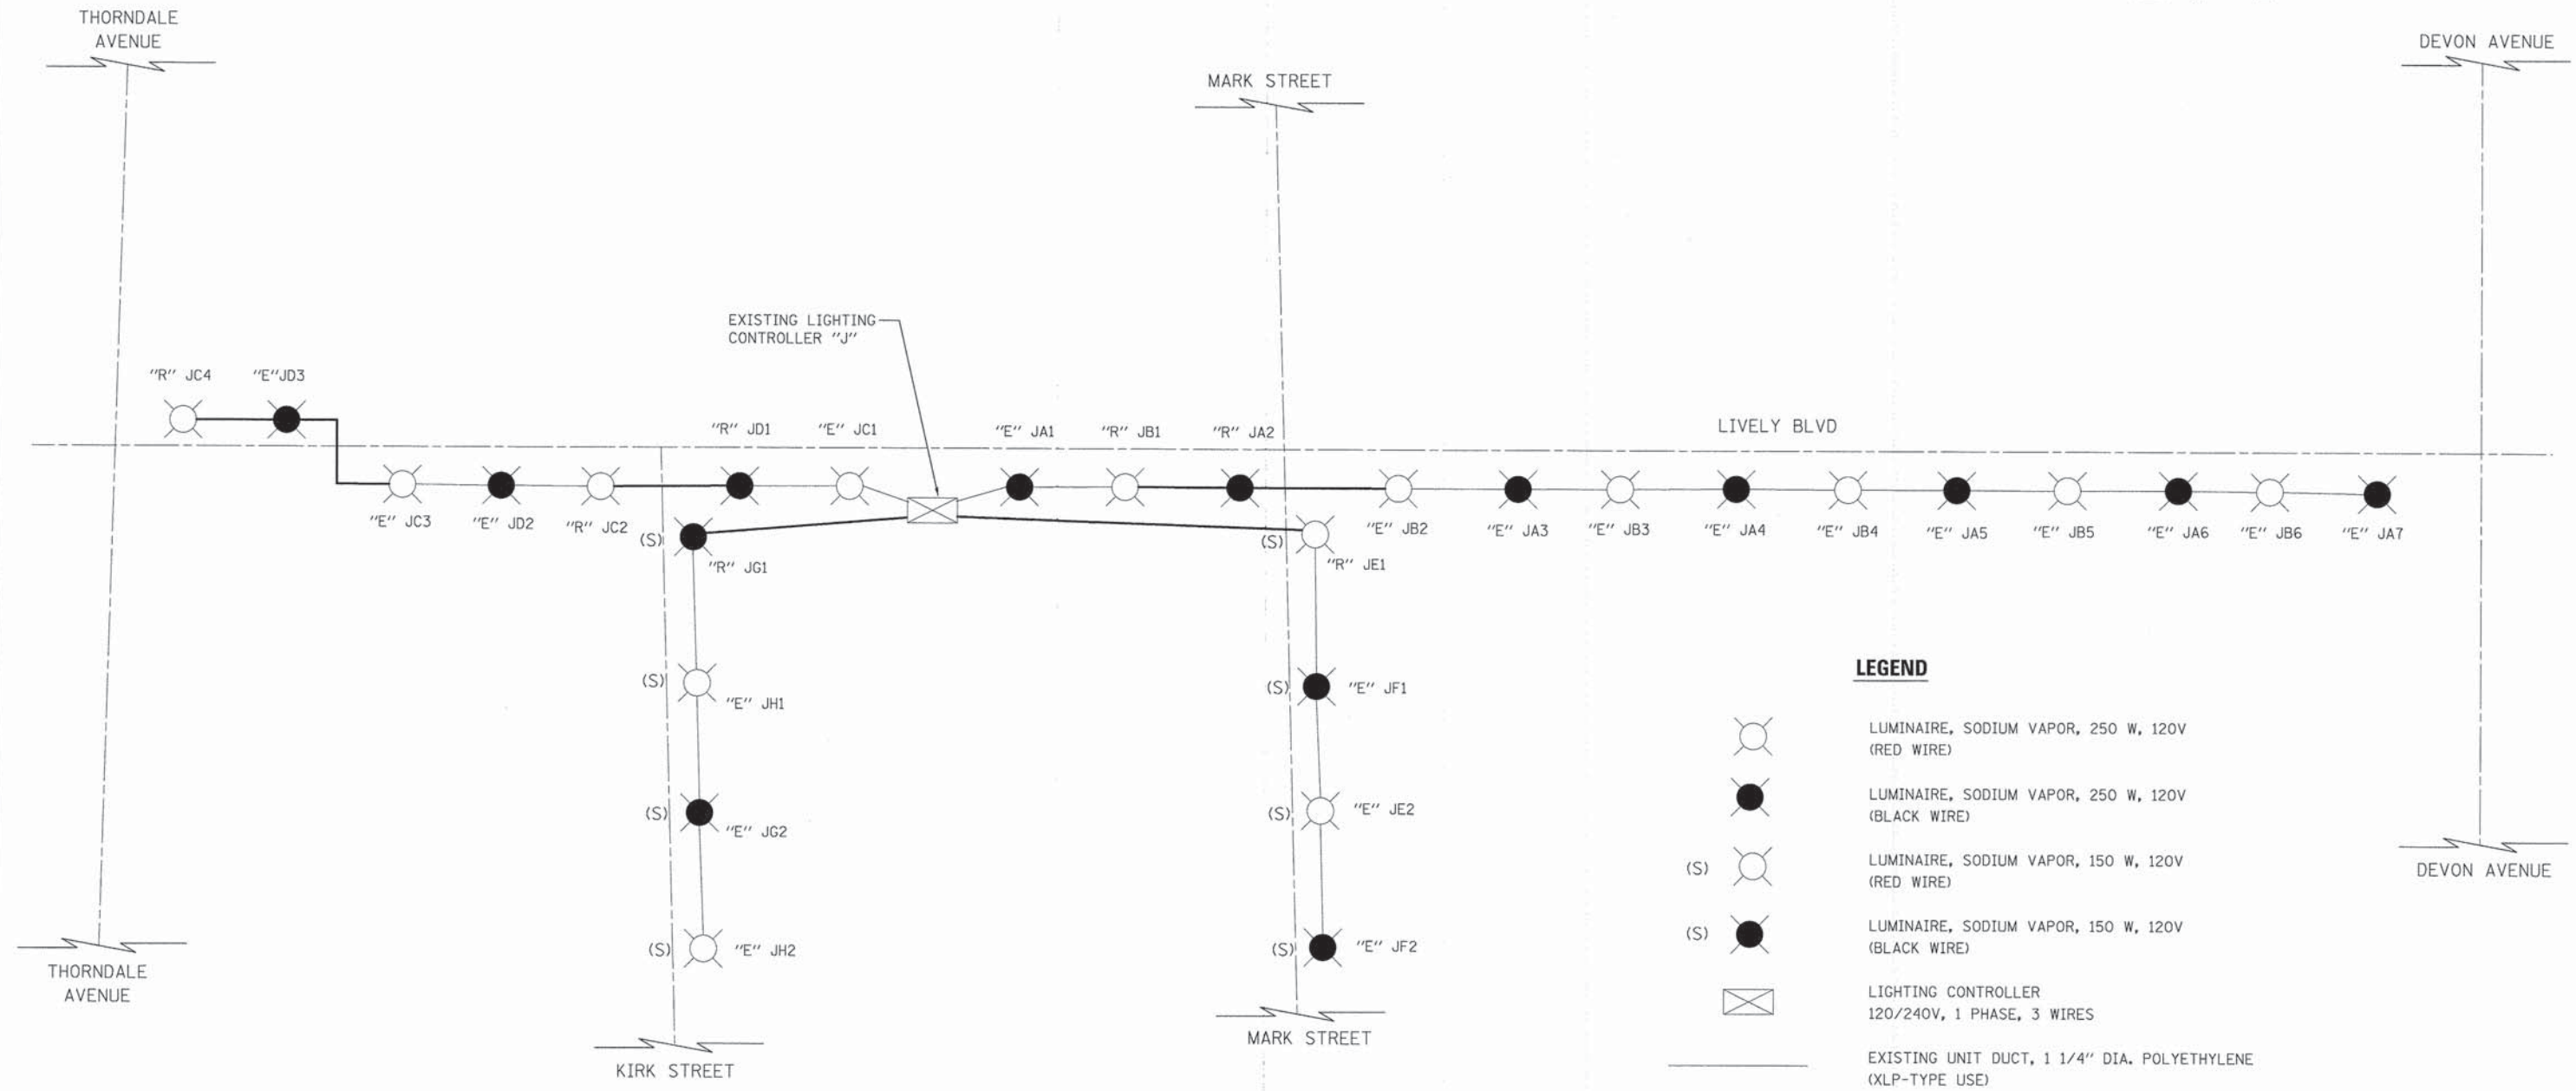 THORNDALE
AVENUE
DEVON AVENUE
MARK STREET
EXISTING LIGHTING
CONTROLLER "J"
"R" JC4
"E"JD3
"R" JD1
"E" JC1
"E" JA1
"R" JB1
"R" JA2
LIVELY BLVD
"E" JC3
"E" JD2
"R" JC2
(S)
"R" JG1
(S)
"R" JE1
"E" JB2
"E" JA3
"E" JB3
"E" JA4
"E" JB4
"E" JA5
"E" JB5
"E" JA6
"E" JB6
"E" JA7
(S)
"E" JH1
(S)
"E" JF1
(S)
"E" JG2
(S)
"E" JE2
(S)
"E" JH2
(S)
"E" JF2
THORNDALE
AVENUE
KIRK STREET
MARK STREET
DEVON AVENUE
LEGEND
LUMINAIRE, SODIUM VAPOR, 250 W, 120V
(RED WIRE)
LUMINAIRE, SODIUM VAPOR, 250 W, 120V
(BLACK WIRE)
(S)
LUMINAIRE, SODIUM VAPOR, 150 W, 120V
(RED WIRE)
(S)
LUMINAIRE, SODIUM VAPOR, 150 W, 120V
(BLACK WIRE)
LIGHTING CONTROLLER
120/240V, 1 PHASE, 3 WIRES
EXISTING UNIT DUCT, 1 1/4" DIA. POLYETHYLENE
(XLP-TYPE USE)